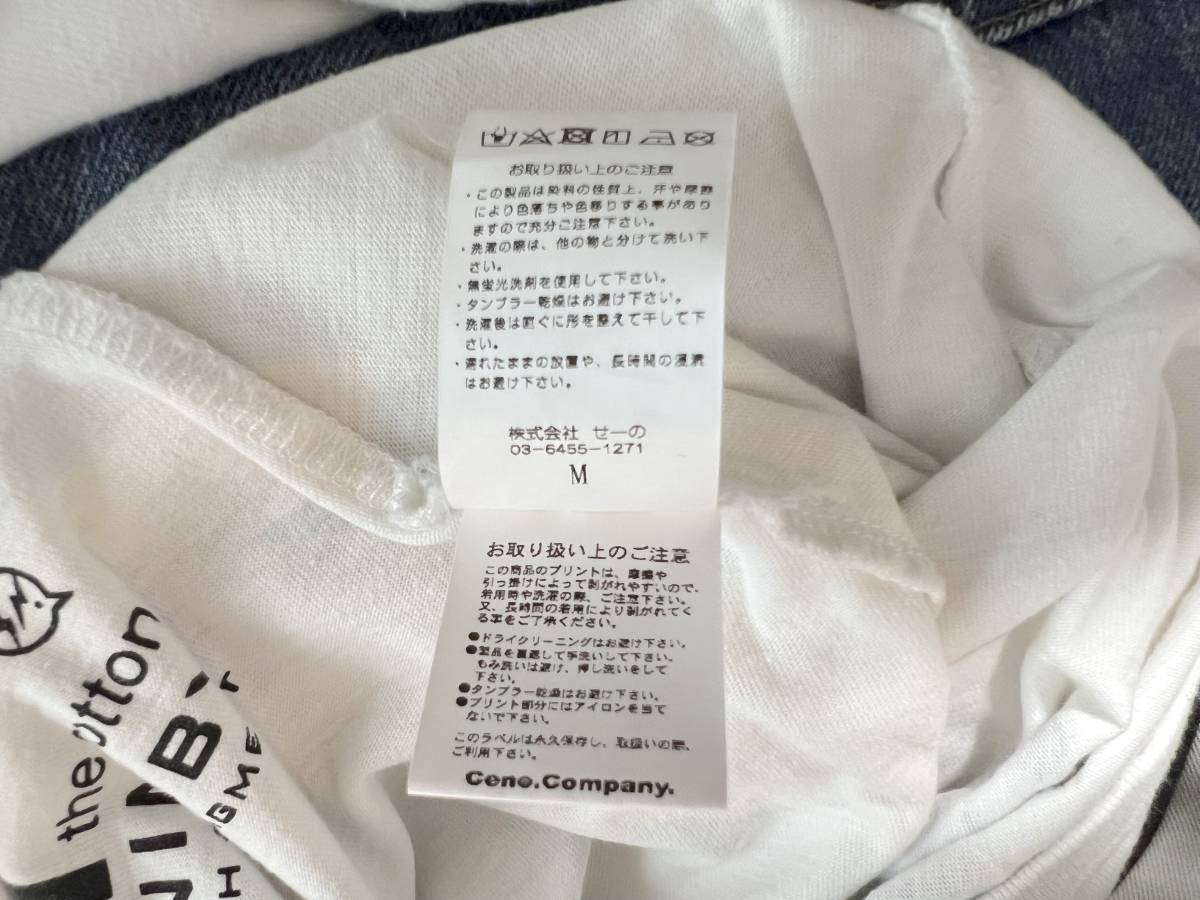 お取り扱い上のご注意
・この製品は染料の性質上、汗や摩擦
により色落ちや色移りする事があり
ますので充分ご注意下さい。
・洗濯の際は、他の物と分けて洗い下
さい。
・無蛍光洗剤を使用して下さい。
・タンブラー乾燥はお避け下さい。
・洗濯後は直ぐに形を整えて干して下
さい。
・濡れたままの放置や、長時間の浸漬
はお避け下さい。
株式会社 せーの
03-6455-1271
M
お取り扱い上のご注意
この商品のプリントは、摩擦や
引っ掛けによって剥がれやすいので、
着用時や洗濯の際、ご注意下さい。
又、長時間の着用により剥がれてく
る事をご了承ください。
●ドライクリーニングはお避け下さい。
●製品を裏返して手洗いして下さい。
もみ洗いは避け、押し洗いをして
下さい。
●タンブラー乾燥はお避け下さい。
●プリント部分にはアイロンを当て
ないで下さい。
このラベルは永久保存し、取扱いの際、
ご利用下さい。
Ceno.Company.
the